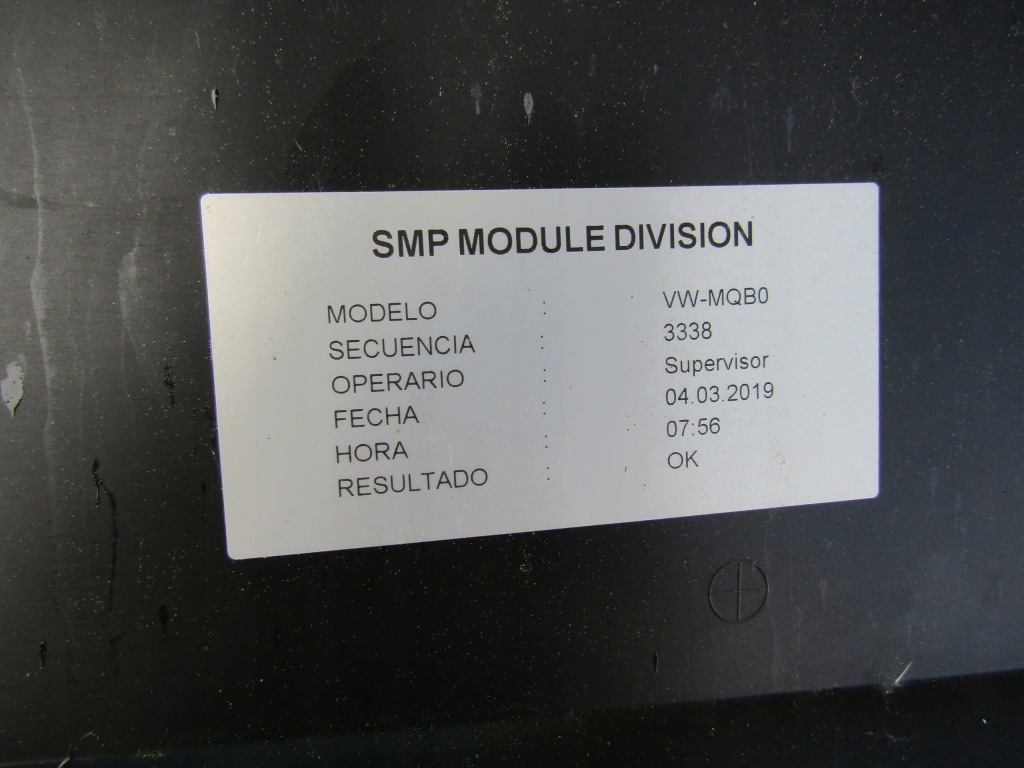 SMP MODULE DIVISION
MODELO : VW-MQB0
SECUENCIA : 3338
OPERARIO : Supervisor
FECHA : 04.03.2019
HORA : 07:56
RESULTADO : OK